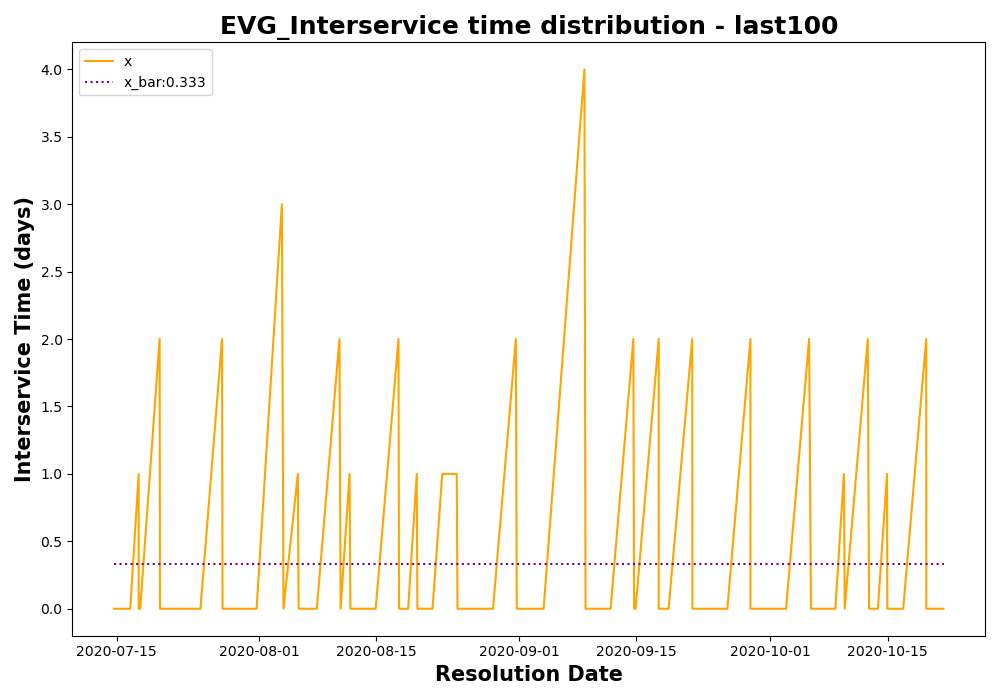 EVG_Interservice time distribution - last100
x
x_bar:0.333
Interservice Time (days)
4.0
3.5
3.0
2.5
2.0
1.5
1.0
0.5
0.0
2020-07-15 2020-08-01 2020-08-15 2020-09-01 2020-09-15 2020-10-01 2020-10-15
Resolution Date